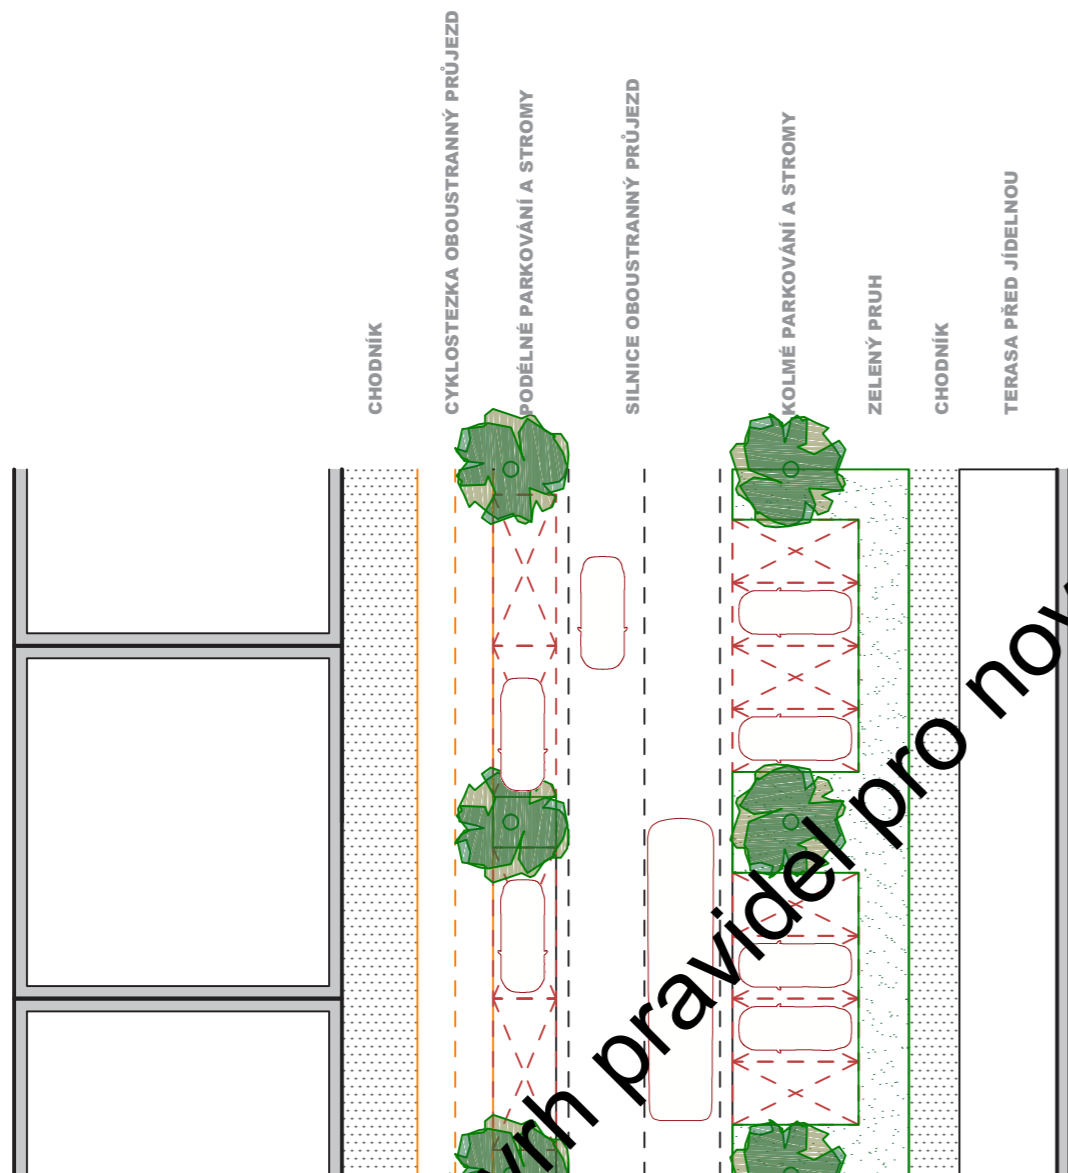 CHODNÍK
CYKLOSTEZKA OBOUSTRANNÝ PRŮJEZD
PODÉLNÉ PARKOVÁNÍ A STROMY
SILNICE OBOUSTRANNÝ PRŮJEZD
KOLMÉ PARKOVÁNÍ A STROMY
ZELENÝ PRUH
CHODNÍK
TERASA PŘED JÍDELNOU
pravidel pro